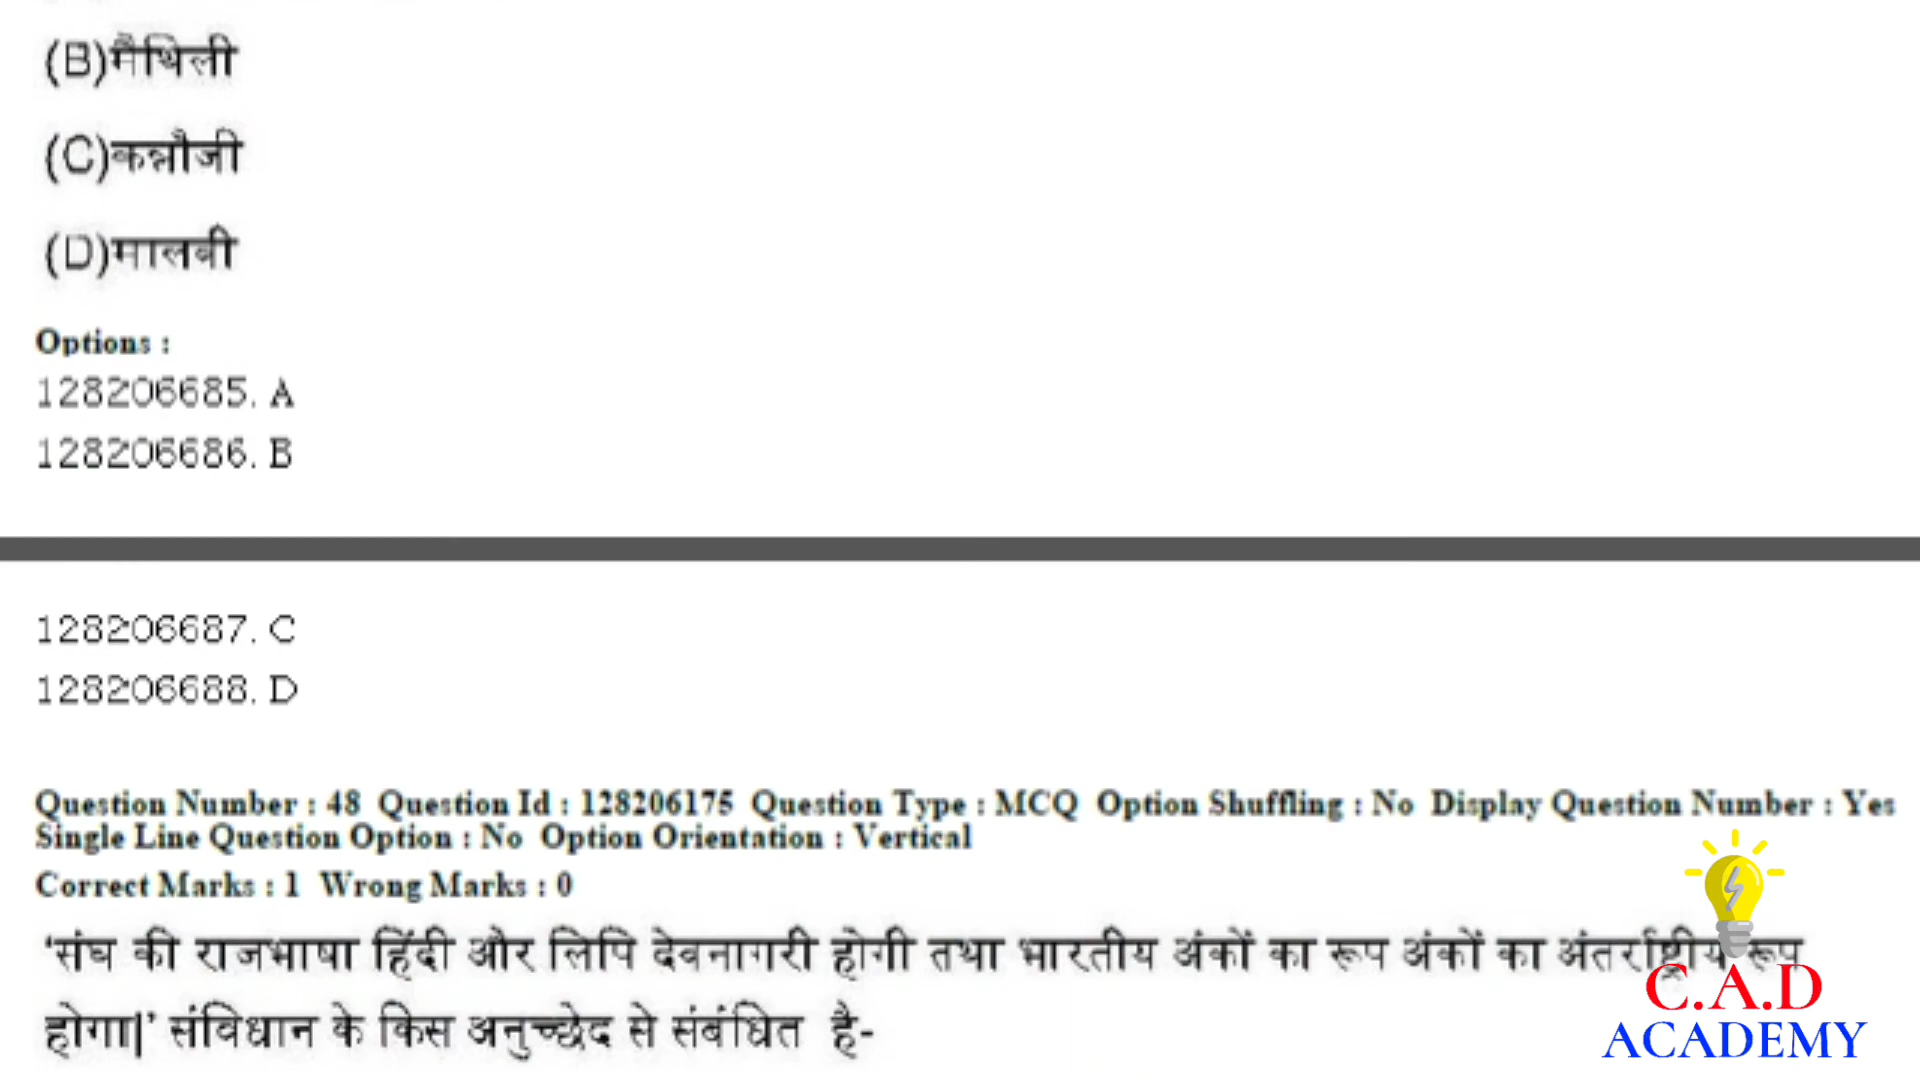 (B)मैथिली
(C)कन्नौजी
(D)मालवी
Options :
128206685. A
128206686. B
128206687. C
128206688. D
Question Number : 48 Question Id : 128206175 Question Type : MCQ Option Shuffling : No Display Question Number : Yes
Single Line Question Option : No Option Orientation : Vertical
Correct Marks : 1 Wrong Marks : 0
'संघ की राजभाषा हिंदी और लिपि देवनागरी होगी तथा भारतीय अंकों का रूप अंकों का अंतर्राष्ट्रीय रूप
होगा|' संविधान के किस अनुच्छेद से संबंधित है-
C.A.D
ACADEMY